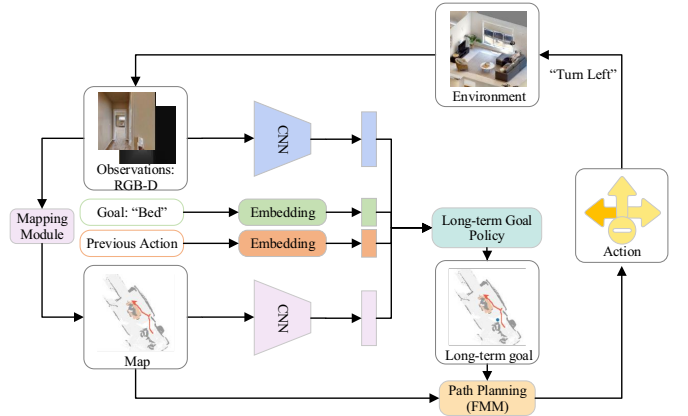 Environment
"Turn Left"
Observations:
RGB-D
CNN
Goal: "Bed"
Embedding
Previous Action
Embedding
Mapping
Module
Long-term Goal
Policy
Action
Map
CNN
Long-term goal
Path Planning
(FMM)